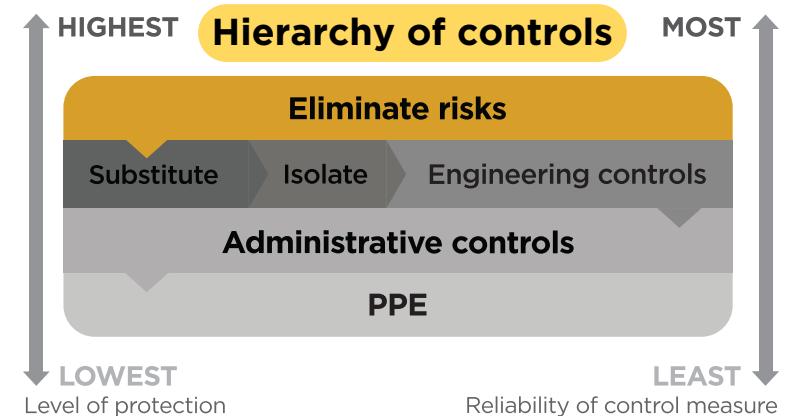 HIGHEST
Hierarchy of controls
MOST
Eliminate risks
Substitute
Isolate
Engineering controls
Administrative controls
PPE
LOWEST
LEAST
Level of protection
Reliability of control measure